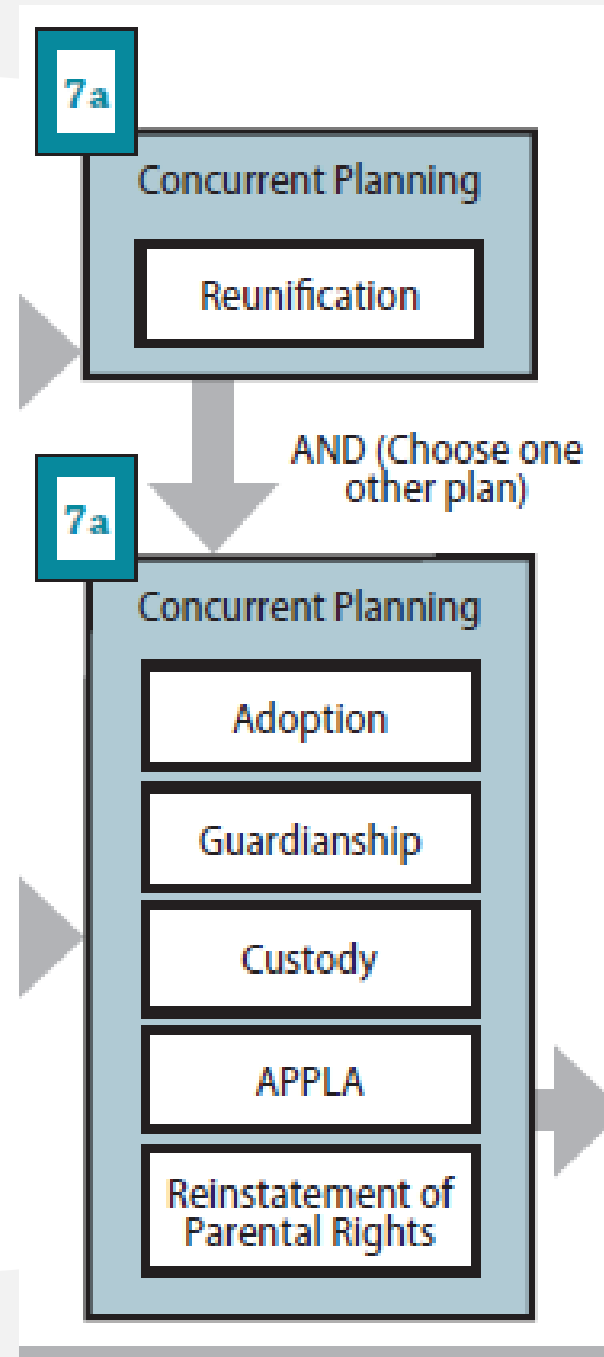 7a
Concurrent Planning
Reunification
AND (Choose one
other plan)
7a
Concurrent Planning
Adoption
Guardianship
Custody
APPLA
Reinstatement of
Parental Rights